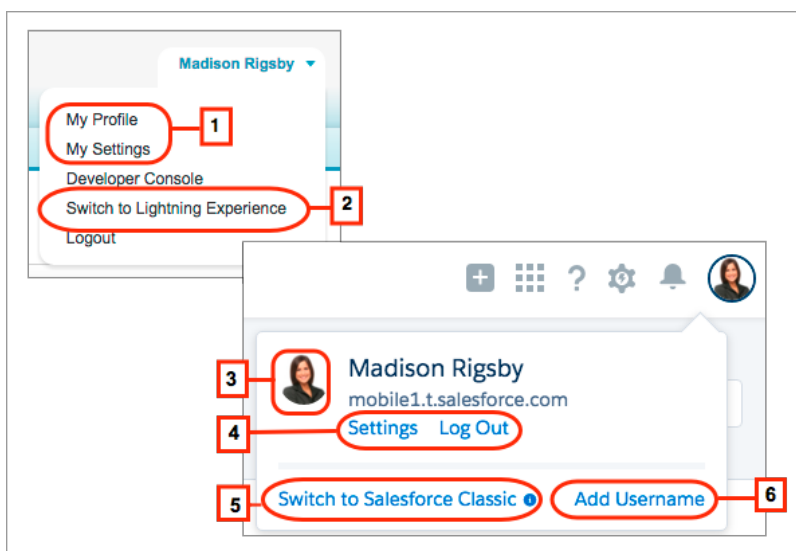 Madison Rigsby
My Profile
My Settings
1
Developer Console
Switch to Lightning Experience
2
Logout
?
3
Madison Rigsby
mobile1.t.salesforce.com
4
Settings Log Out
5
Switch to Salesforce Classic
Add Username
6